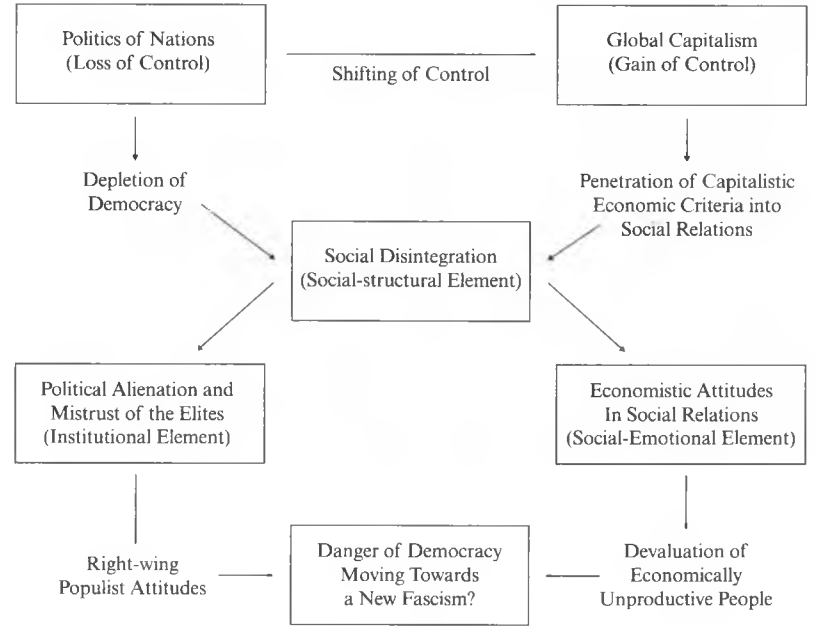 Politics of Nations
(Loss of Control)
Shifting of Control
Global Capitalism
(Gain of Control)
Depletion of
Democracy
Penetration of Capitalistic
Economic Criteria into
Social Relations
Social Disintegration
(Social-structural Element)
Political Alienation and
Mistrust of the Elites
(Institutional Element)
Economistic Attitudes
In Social Relations
(Social-Emotional Element)
Right-wing
Populist Attitudes
Danger of Democracy
Moving Towards
a New Fascism?
Devaluation of
Economically
Unproductive People